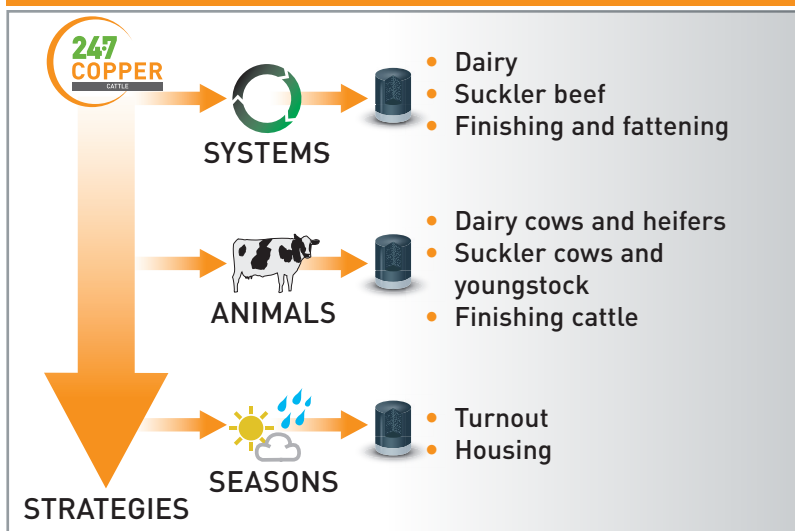 24·7
COPPER
CATTLE
SYSTEMS
• Dairy
• Suckler beef
• Finishing and fattening
ANIMALS
• Dairy cows and heifers
• Suckler cows and
youngstock
• Finishing cattle
SEASONS
• Turnout
• Housing
STRATEGIES